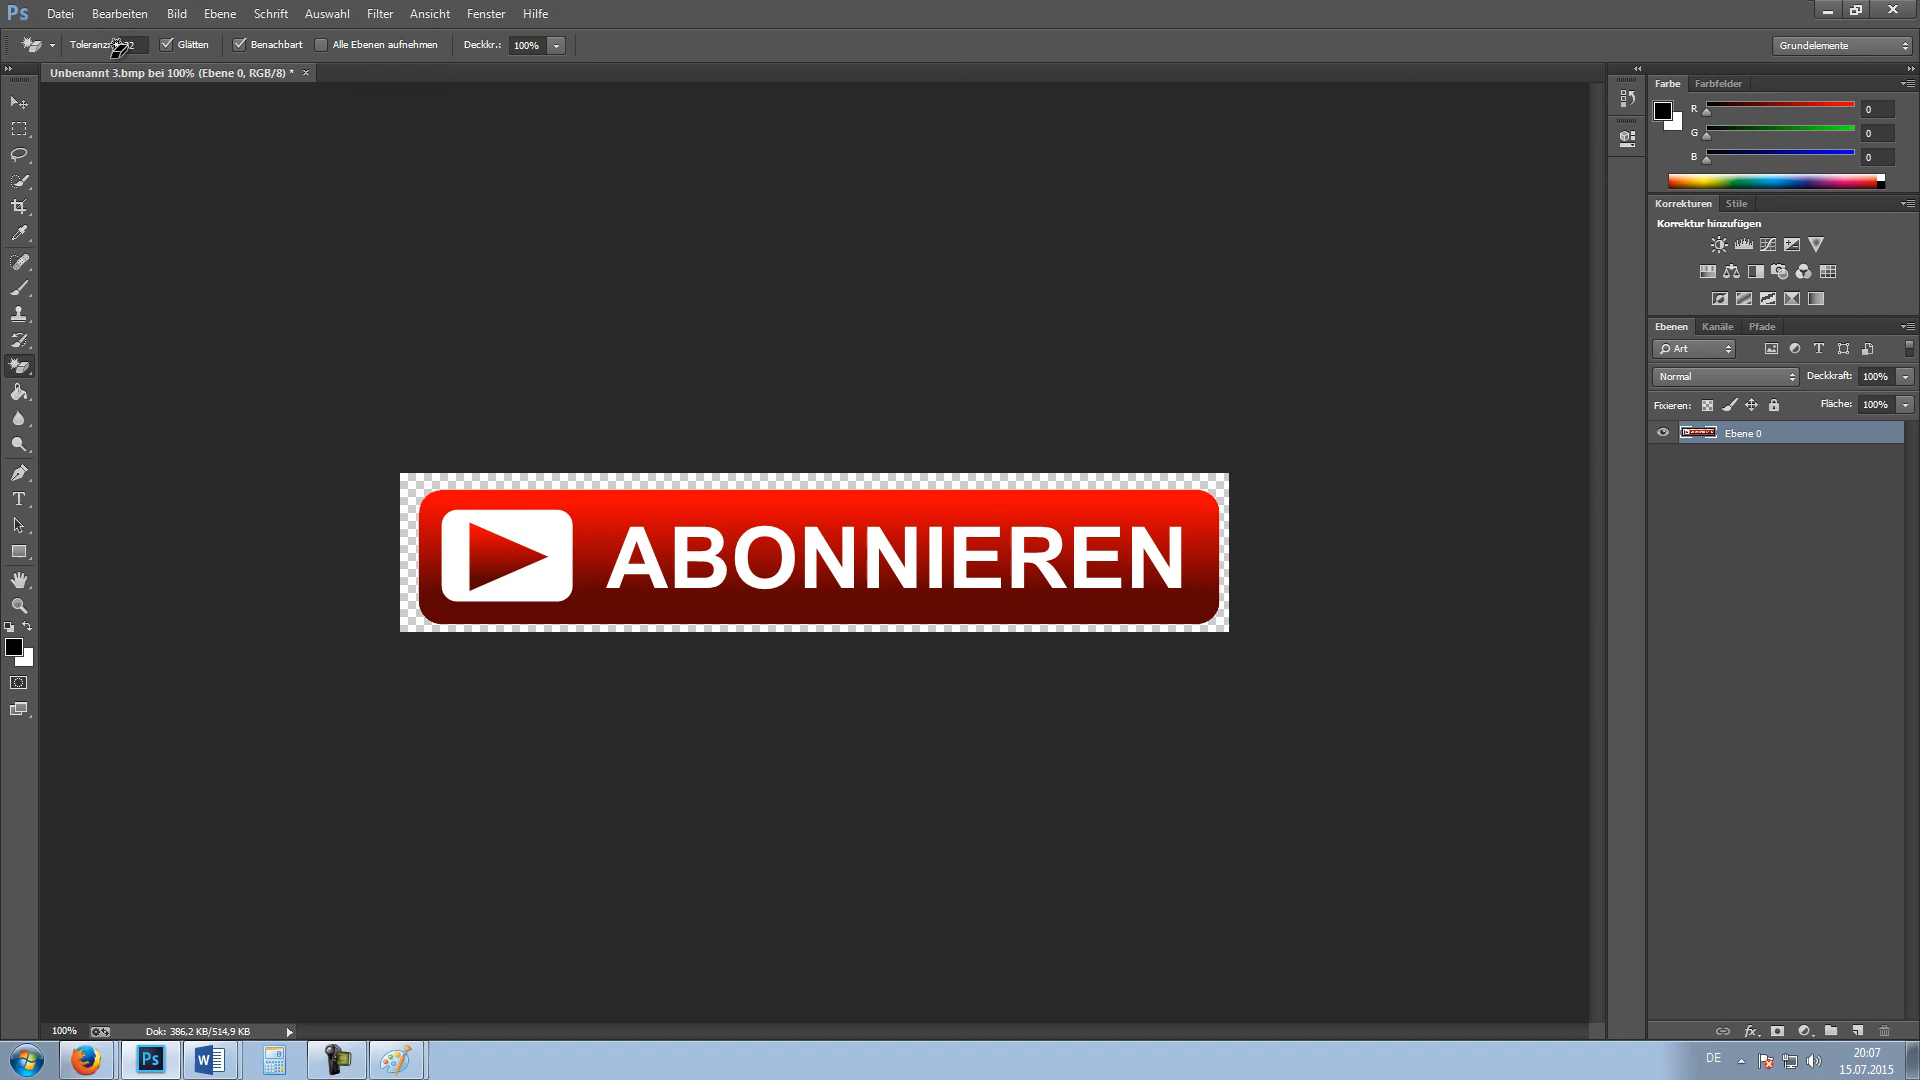 Ps Datei Bearbeiten Bild Ebene Schrift Auswahl Filter Ansicht Fenster Hilfe
Toleranz: Glätten Benachbart Alle Ebenen aufnehmen Deckkr.: 100% Grundelemente
Unbenannt 3.bmp bei 100% (Ebene 0, RGB/8) * ×
Farbe Farbfelder
R 0
G 0
B 0
Korrekturen Stile
Korrektur hinzufügen
Ebenen Kanäle Pfade
Art
Normal Deckkraft: 100%
Fixieren: Fläche: 100%
Ebene 0
ABONNIEREN
100% Dok: 386,2 KB/514,9 KB
DE 20:07
15.07.2015